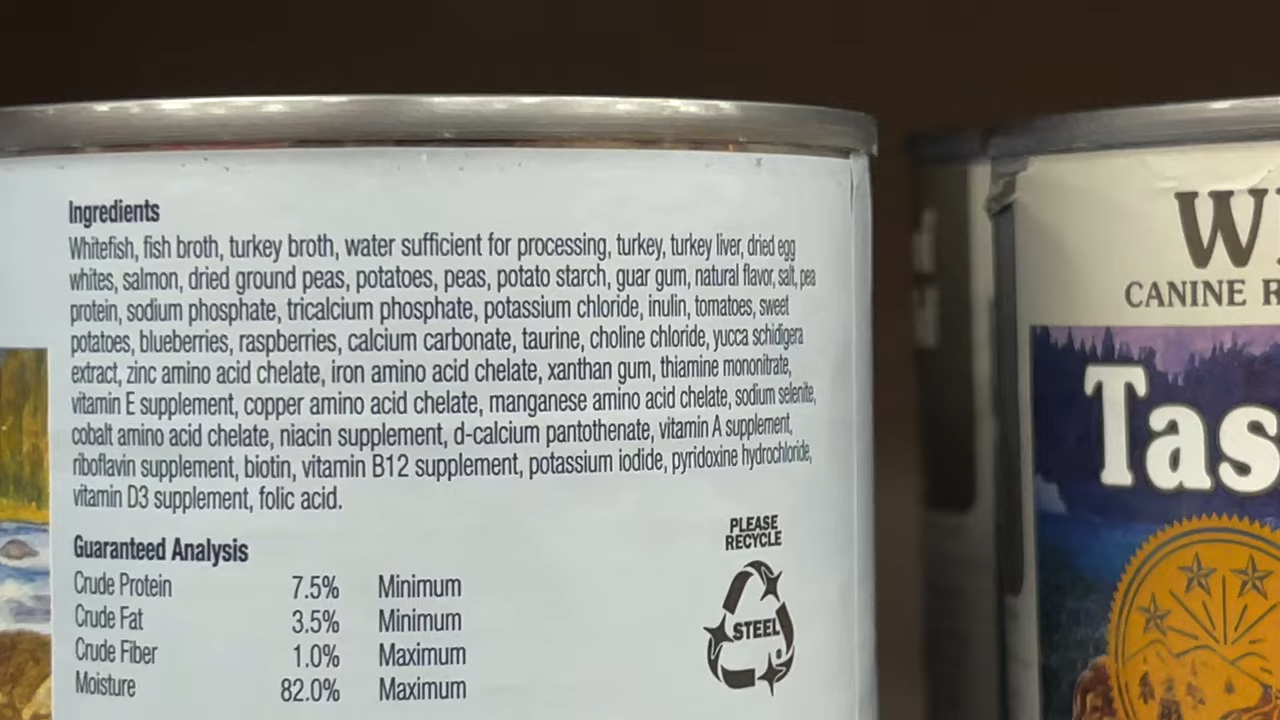 Ingredients
Whitefish, fish broth, turkey broth, water sufficient for processing, turkey, turkey liver, dried egg
whites, salmon, dried ground peas, potatoes, peas, potato starch, guar gum, natural flavor, salt, pea
protein, sodium phosphate, tricalcium phosphate, potassium chloride, inulin, tomatoes, sweet
potatoes, blueberries, raspberries, calcium carbonate, taurine, choline chloride, yucca schidigera
extract, zinc amino acid chelate, iron amino acid chelate, xanthan gum, thiamine mononitrate,
vitamin E supplement, copper amino acid chelate, manganese amino acid chelate, sodium selenite,
cobalt amino acid chelate, niacin supplement, d-calcium pantothenate, vitamin A supplement,
riboflavin supplement, biotin, vitamin B12 supplement, potassium iodide, pyridoxine hydrochloride,
vitamin D3 supplement, folic acid.
Guaranteed Analysis
Crude Protein 7.5% Minimum
Crude Fat 3.5% Minimum
Crude Fiber 1.0% Maximum
Moisture 82.0% Maximum
PLEASE
RECYCLE
STEEL
W
CANINE R
Tas